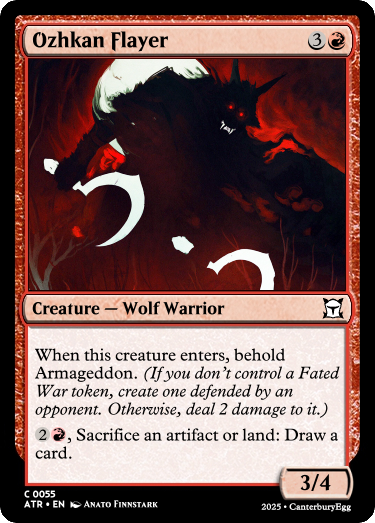 Ozhkan Flayer 3
Creature — Wolf Warrior
When this creature enters, behold
Armageddon. (If you don't control a Fated
War token, create one defended by an
opponent. Otherwise, deal 2 damage to it.)
2, Sacrifice an artifact or land: Draw a
card.
3/4
C 0055
ATR • EN Anato Finnstark
2025 • CanterburyEgg